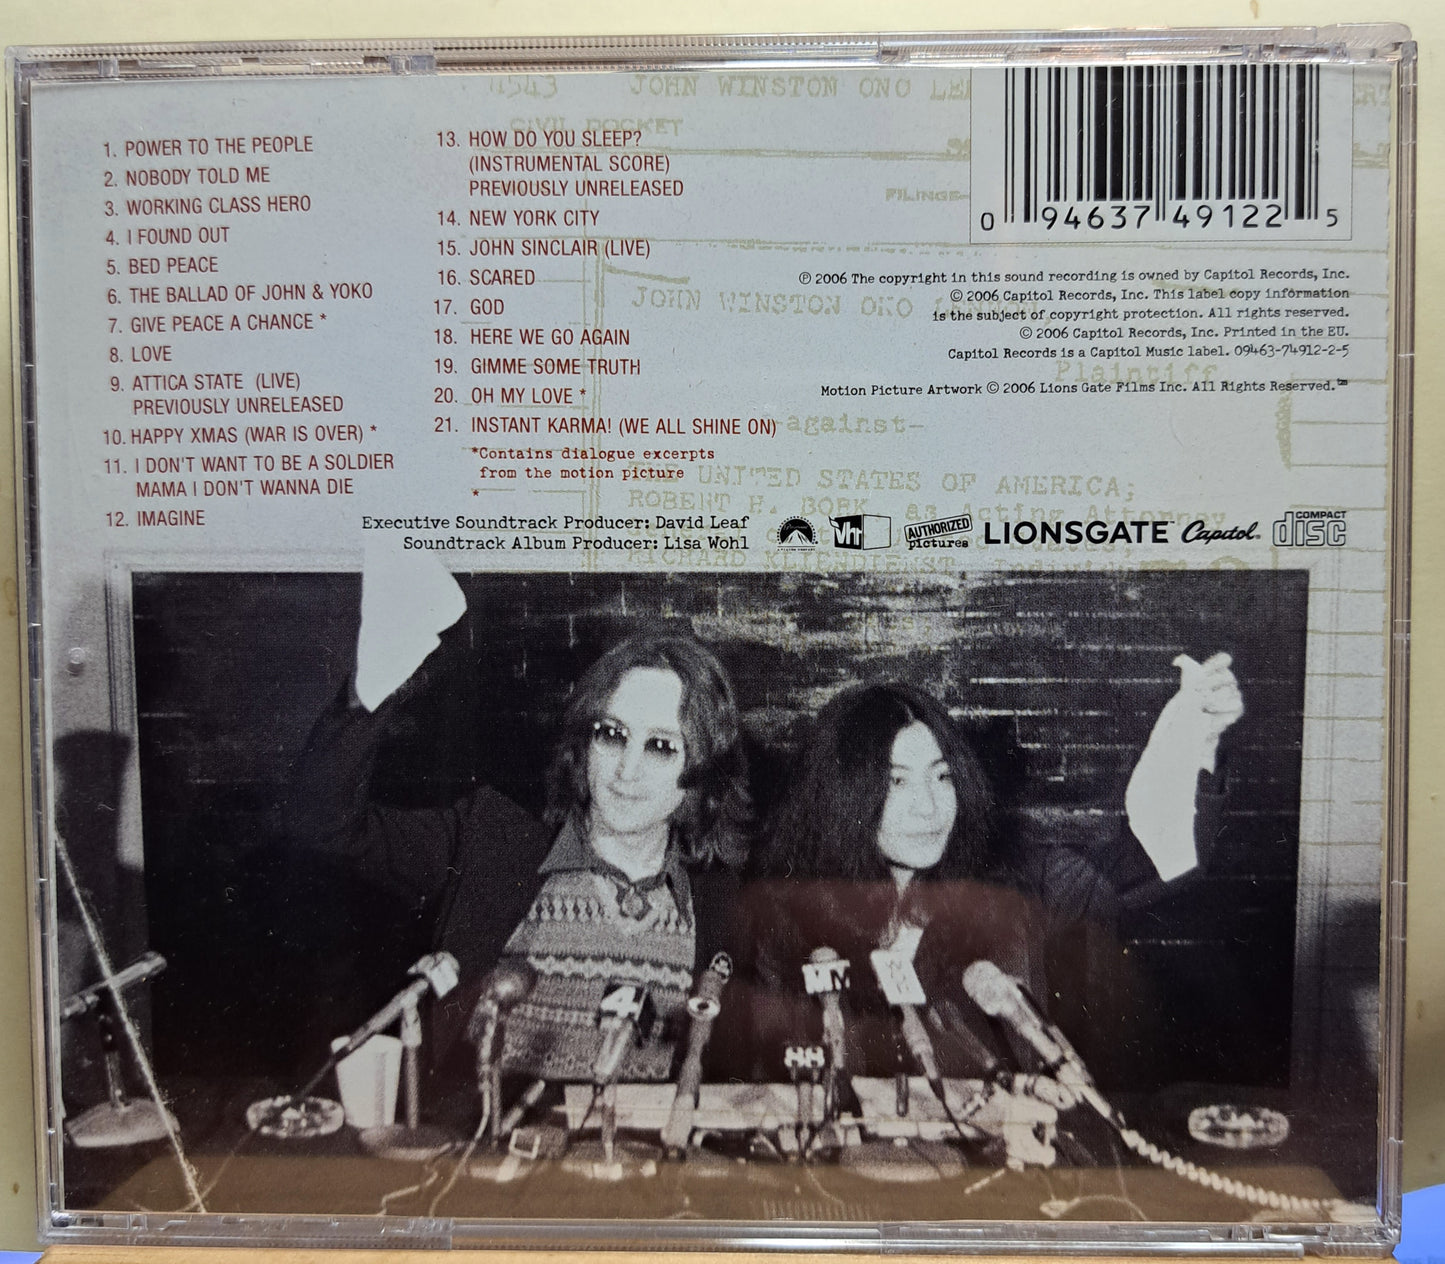 1. POWER TO THE PEOPLE
2. NOBODY TOLD ME
3. WORKING CLASS HERO
4. I FOUND OUT
5. BED PEACE
6. THE BALLAD OF JOHN & YOKO
7. GIVE PEACE A CHANCE *
8. LOVE
9. ATTICA STATE (LIVE)
PREVIOUSLY UNRELEASED
10. HAPPY XMAS (WAR IS OVER) *
11. I DON'T WANT TO BE A SOLDIER
MAMA I DON'T WANNA DIE
12. IMAGINE
13. HOW DO YOU SLEEP?
(INSTRUMENTAL SCORE)
PREVIOUSLY UNRELEASED
14. NEW YORK CITY
15. JOHN SINCLAIR (LIVE)
16. SCARED
17. GOD
18. HERE WE GO AGAIN
19. GIMME SOME TRUTH
20. OH MY LOVE *
21. INSTANT KARMA! (WE ALL SHINE ON)
*Contains dialogue excerpts
from the motion picture
*
4543 JOHN WINSTON ONO
CIVIL DOCKET
FILINGS-
JOHN WINSTON ONO LENNON,
Plaintiff
-against-
THE UNITED STATES OF AMERICA;
ROBERT H. BORK, as Acting Attorney
RICHARD KLEINDIENST,
0 94637 49122 5
℗ 2006 The copyright in this sound recording is owned by Capitol Records, Inc.
© 2006 Capitol Records, Inc. This label copy information
is the subject of copyright protection. All rights reserved.
© 2006 Capitol Records, Inc. Printed in the EU.
Capitol Records is a Capitol Music label. 09463-74912-2-5
Motion Picture Artwork © 2006 Lions Gate Films Inc. All Rights Reserved.™
Executive Soundtrack Producer: David Leaf
Soundtrack Album Producer: Lisa Wohl
VH1
AUTHORIZED
pictures
LIONSGATE™
Capitol®
COMPACT
disc
4
88